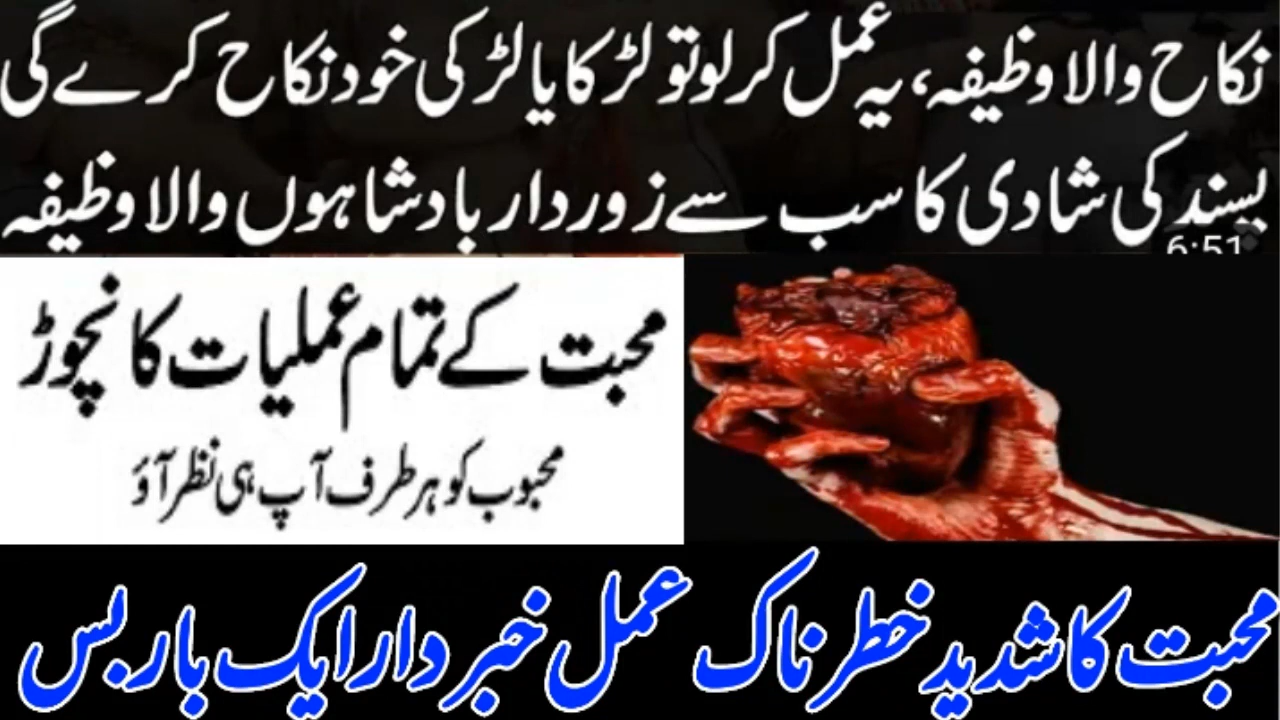 نکاح والا وظیفہ، یہ عمل کر لو تو لڑکا یا لڑکی خود نکاح کرے گی
پسند کی شادی کا سب سے زوردار بادشاہوں والا وظیفہ
6:51
محبت کے تمام عملیات کا نچوڑ
محبوب کو ہر طرف آپ ہی نظر آؤ
محبت کا شدید خطرناک عمل خبردار ایک بار بس